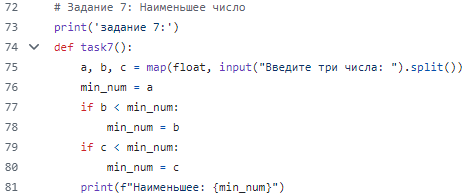 72 # Задание 7: Наименьшее число
73 print('задание 7:')
74 def task7():
75     a, b, c = map(float, input("Введите три числа: ").split())
76     min_num = a
77     if b < min_num:
78         min_num = b
79     if c < min_num:
80         min_num = c
81     print(f"Наименьшее: {min_num}")